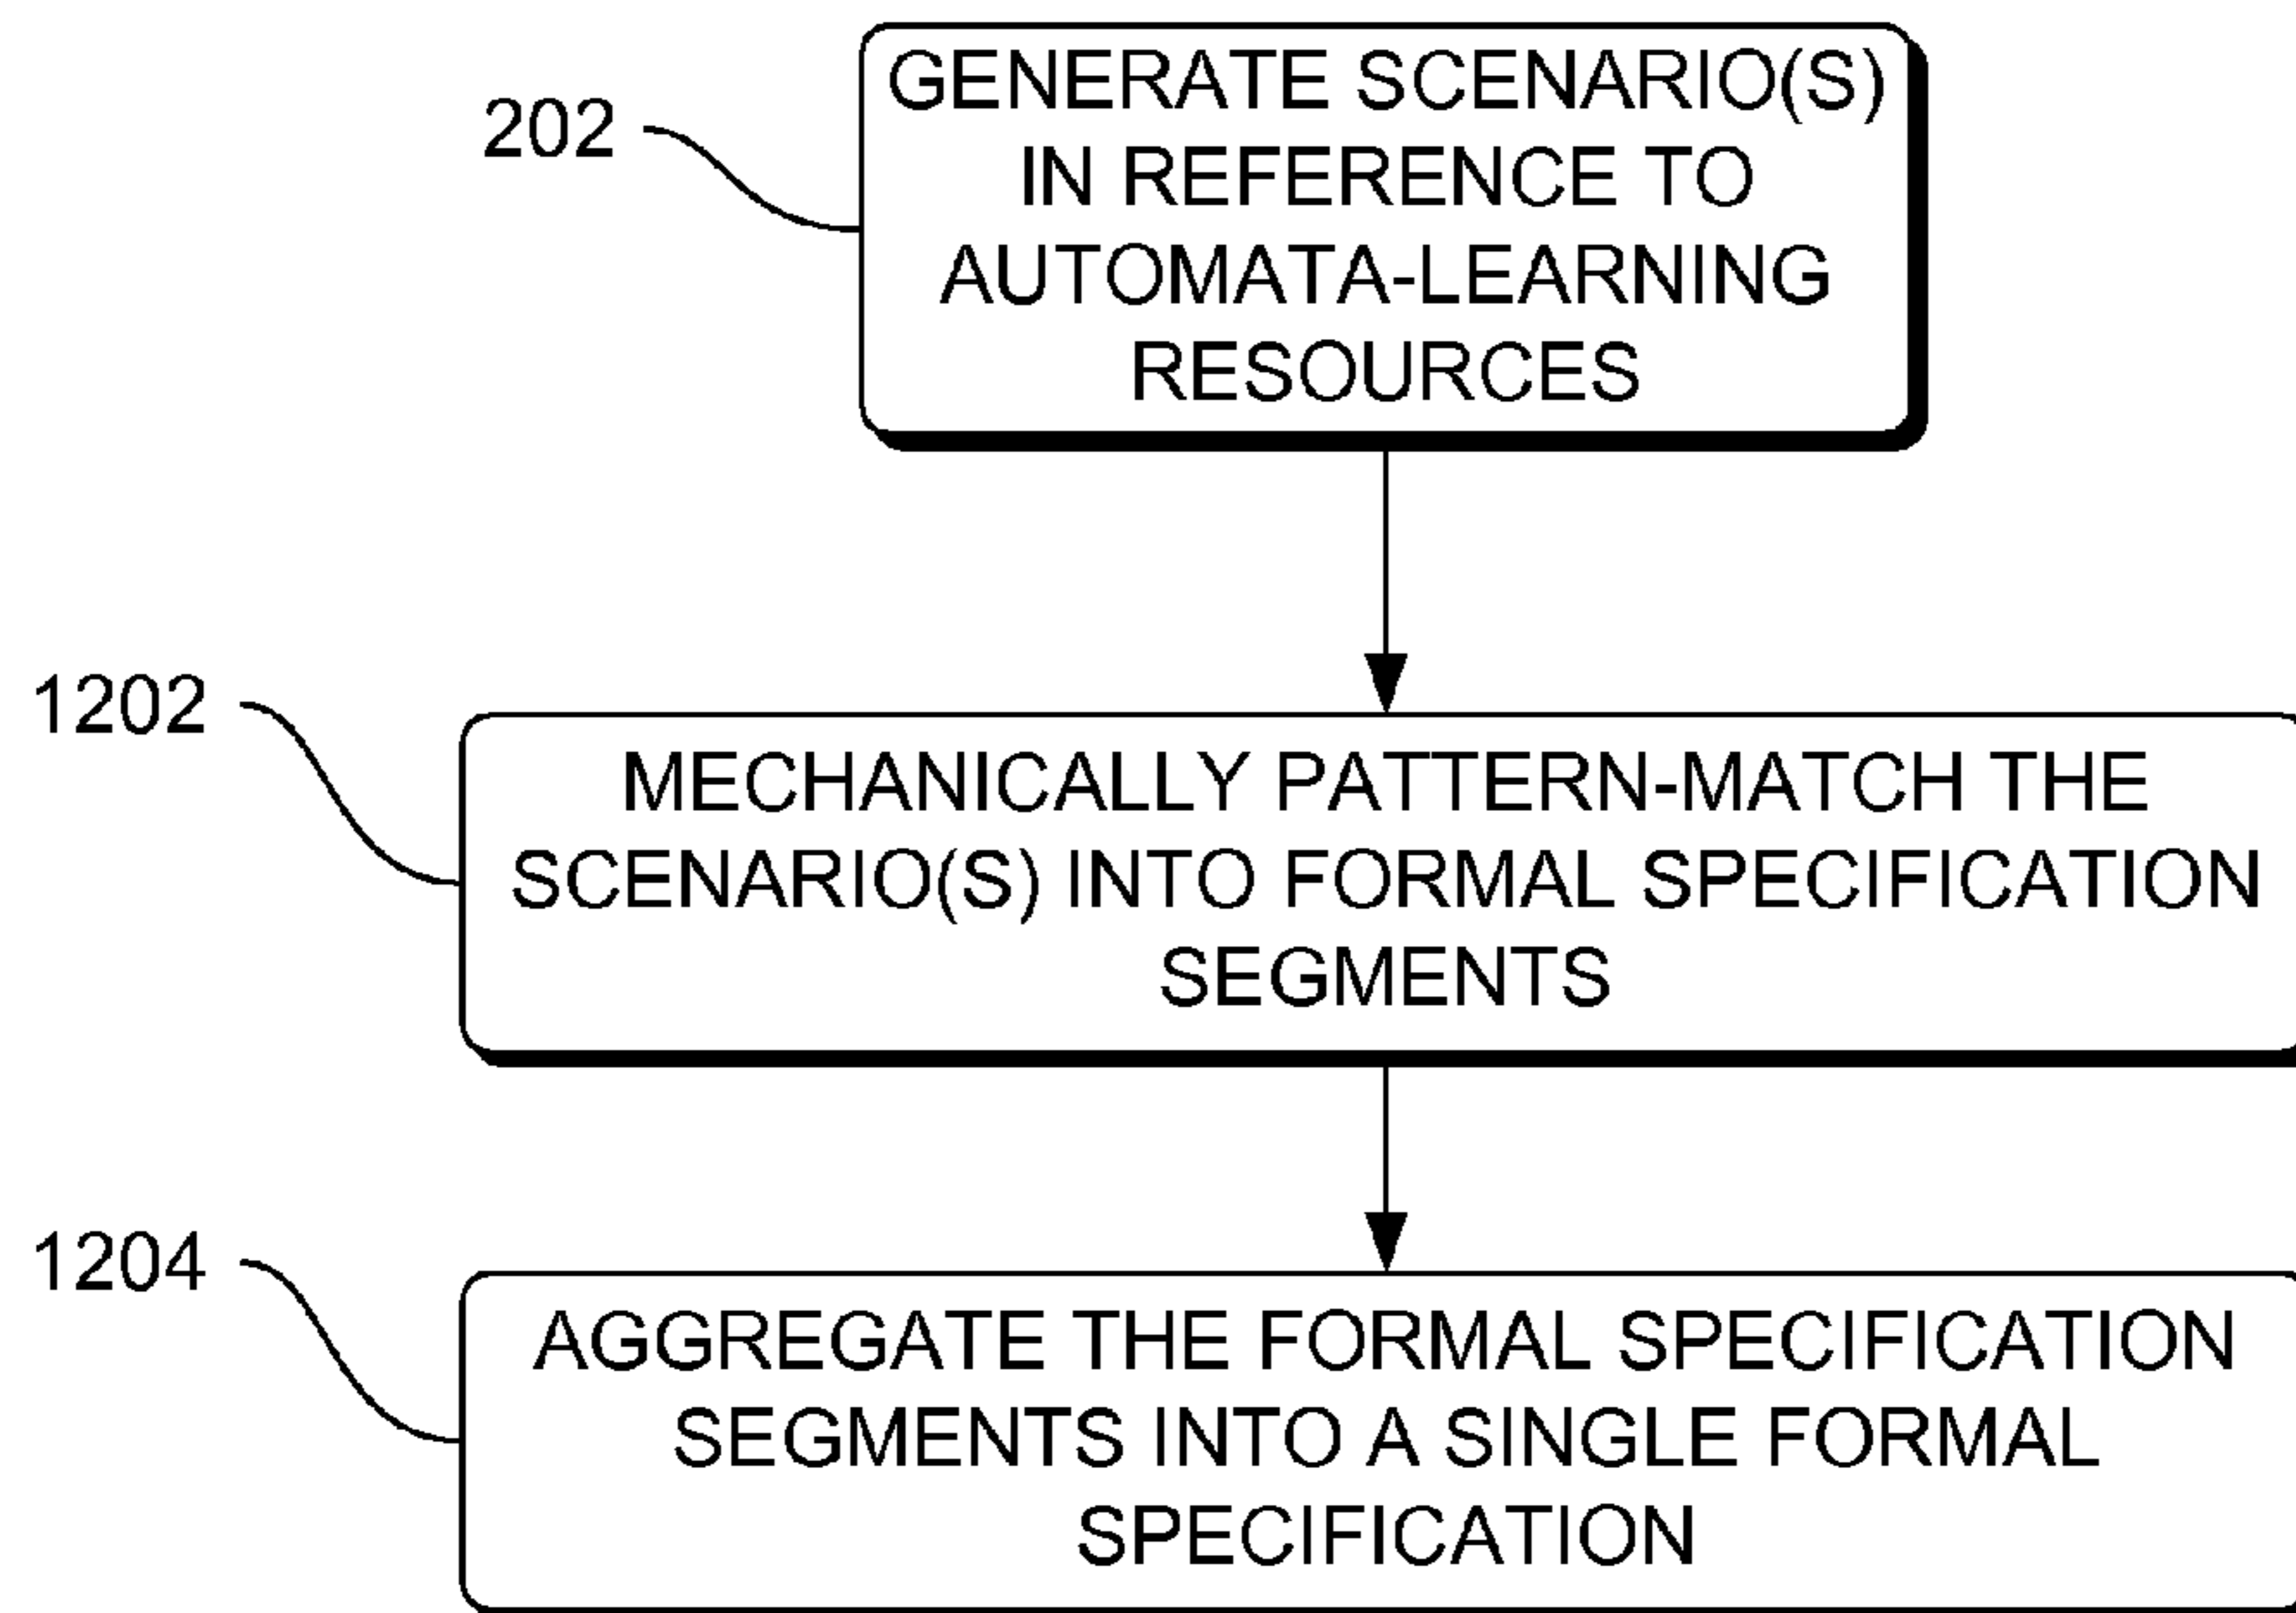 202
GENERATE SCENARIO(S)
IN REFERENCE TO
AUTOMATA-LEARNING
RESOURCES
1202
MECHANICALLY PATTERN-MATCH THE
SCENARIO(S) INTO FORMAL SPECIFICATION
SEGMENTS
1204
AGGREGATE THE FORMAL SPECIFICATION
SEGMENTS INTO A SINGLE FORMAL
SPECIFICATION